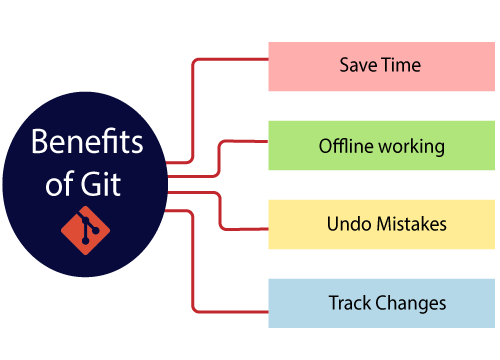 Benefits
of Git
Save Time
Offline working
Undo Mistakes
Track Changes